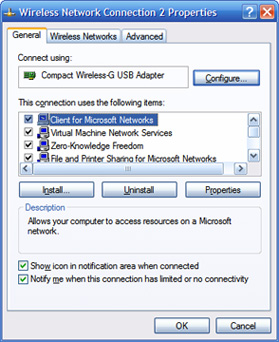 Wireless Network Connection 2 Properties
General Wireless Networks Advanced
Connect using:
Compact Wireless-G USB Adapter Configure...
This connection uses the following items:
Client for Microsoft Networks
Virtual Machine Network Services
Zero-Knowledge Freedom
File and Printer Sharing for Microsoft Networks
Install... Uninstall Properties
Description
Allows your computer to access resources on a Microsoft
network.
Show icon in notification area when connected
Notify me when this connection has limited or no connectivity
OK Cancel